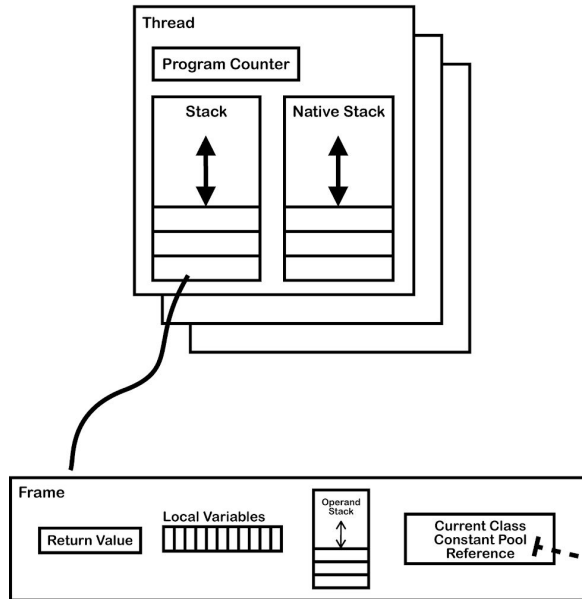 Thread
Program Counter
Stack
Native Stack
Frame
Return Value
Local Variables
Operand
Stack
Current Class
Constant Pool
Reference